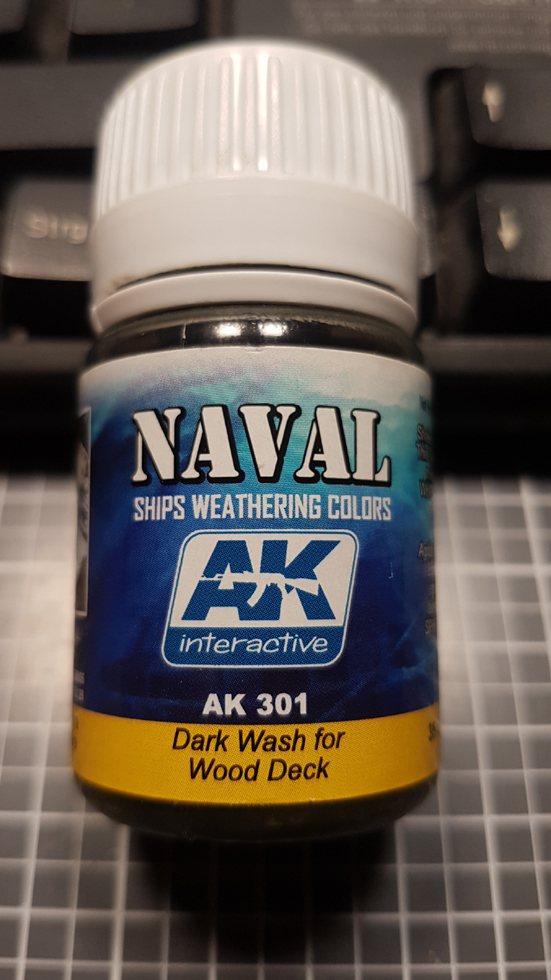 NAVAL
SHIPS WEATHERING COLORS
AK
interactive
AK 301
Dark Wash for
Wood Deck